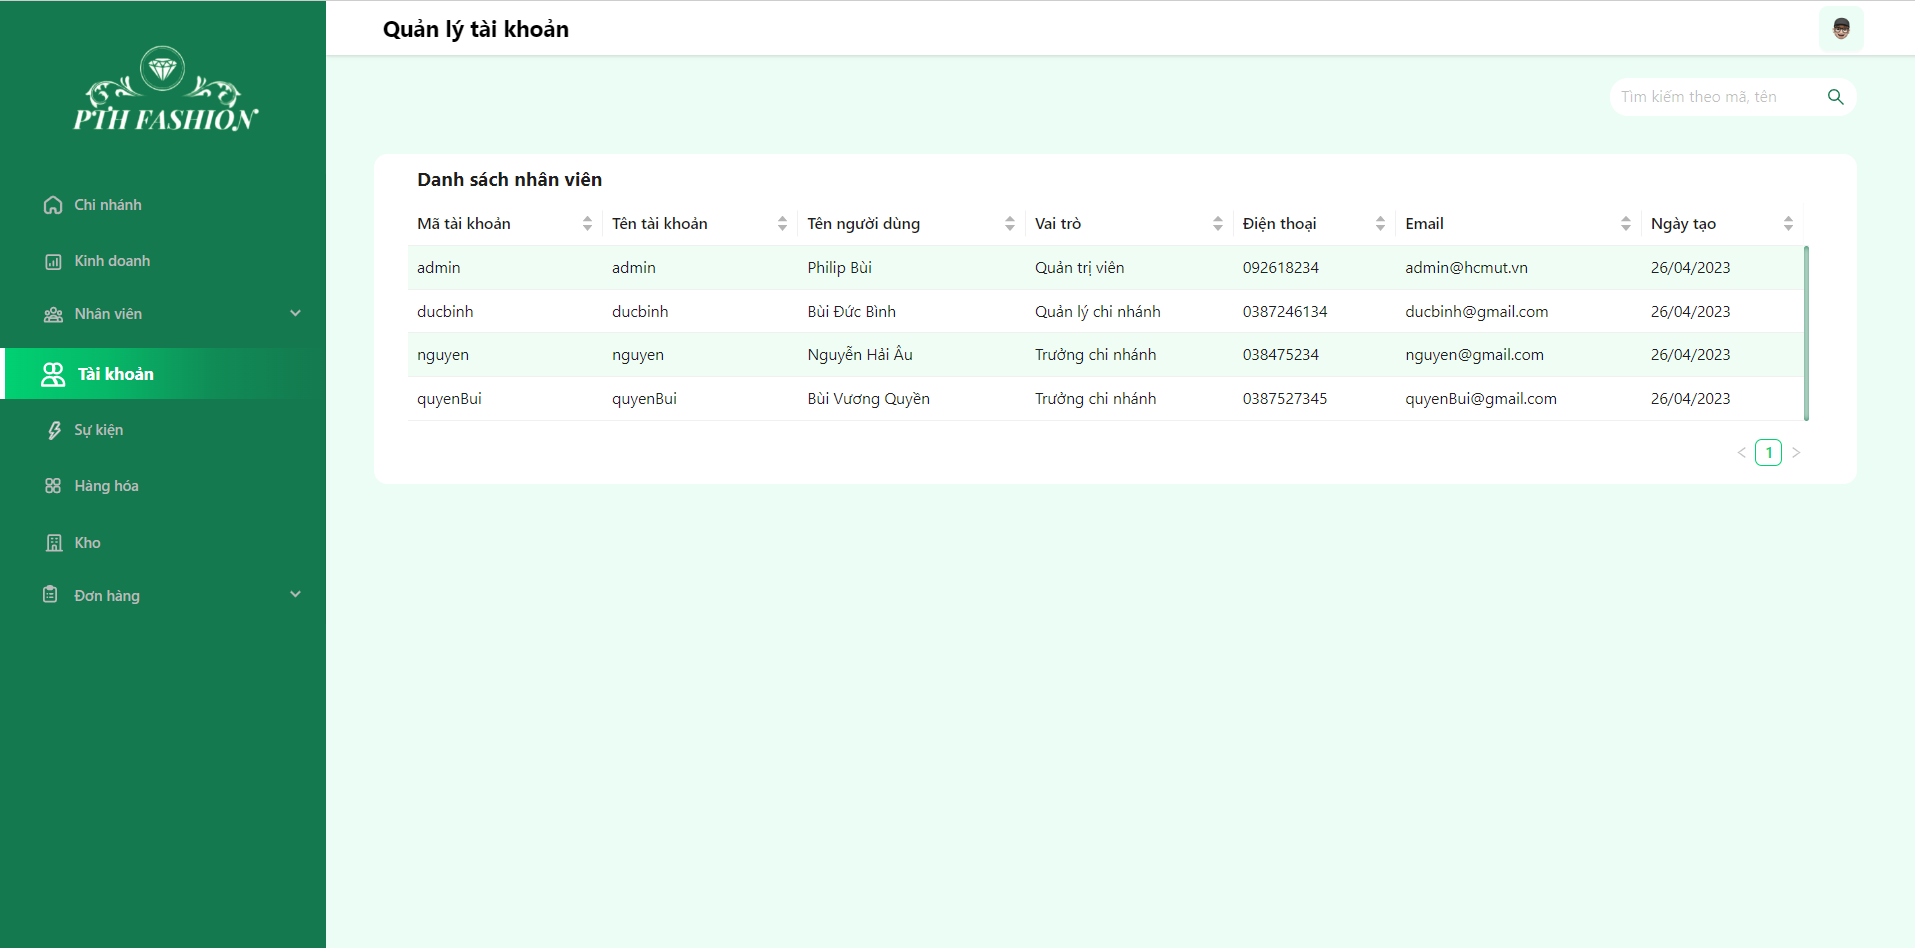 PTH FASHION
Chi nhánh
Kinh doanh
Nhân viên
Tài khoản
Sự kiện
Hàng hóa
Kho
Đơn hàng
Quản lý tài khoản
Tìm kiếm theo mã, tên
Danh sách nhân viên
Mã tài khoản Tên tài khoản Tên người dùng Vai trò Điện thoại Email Ngày tạo
admin admin Philip Bùi Quản trị viên 092618234 admin@hcmut.vn 26/04/2023
ducbinh ducbinh Bùi Đức Bình Quản lý chi nhánh 0387246134 ducbinh@gmail.com 26/04/2023
nguyen nguyen Nguyễn Hải Âu Trưởng chi nhánh 038475234 nguyen@gmail.com 26/04/2023
quyenBui quyenBui Bùi Vương Quyền Trưởng chi nhánh 0387527345 quyenBui@gmail.com 26/04/2023
< 1 >